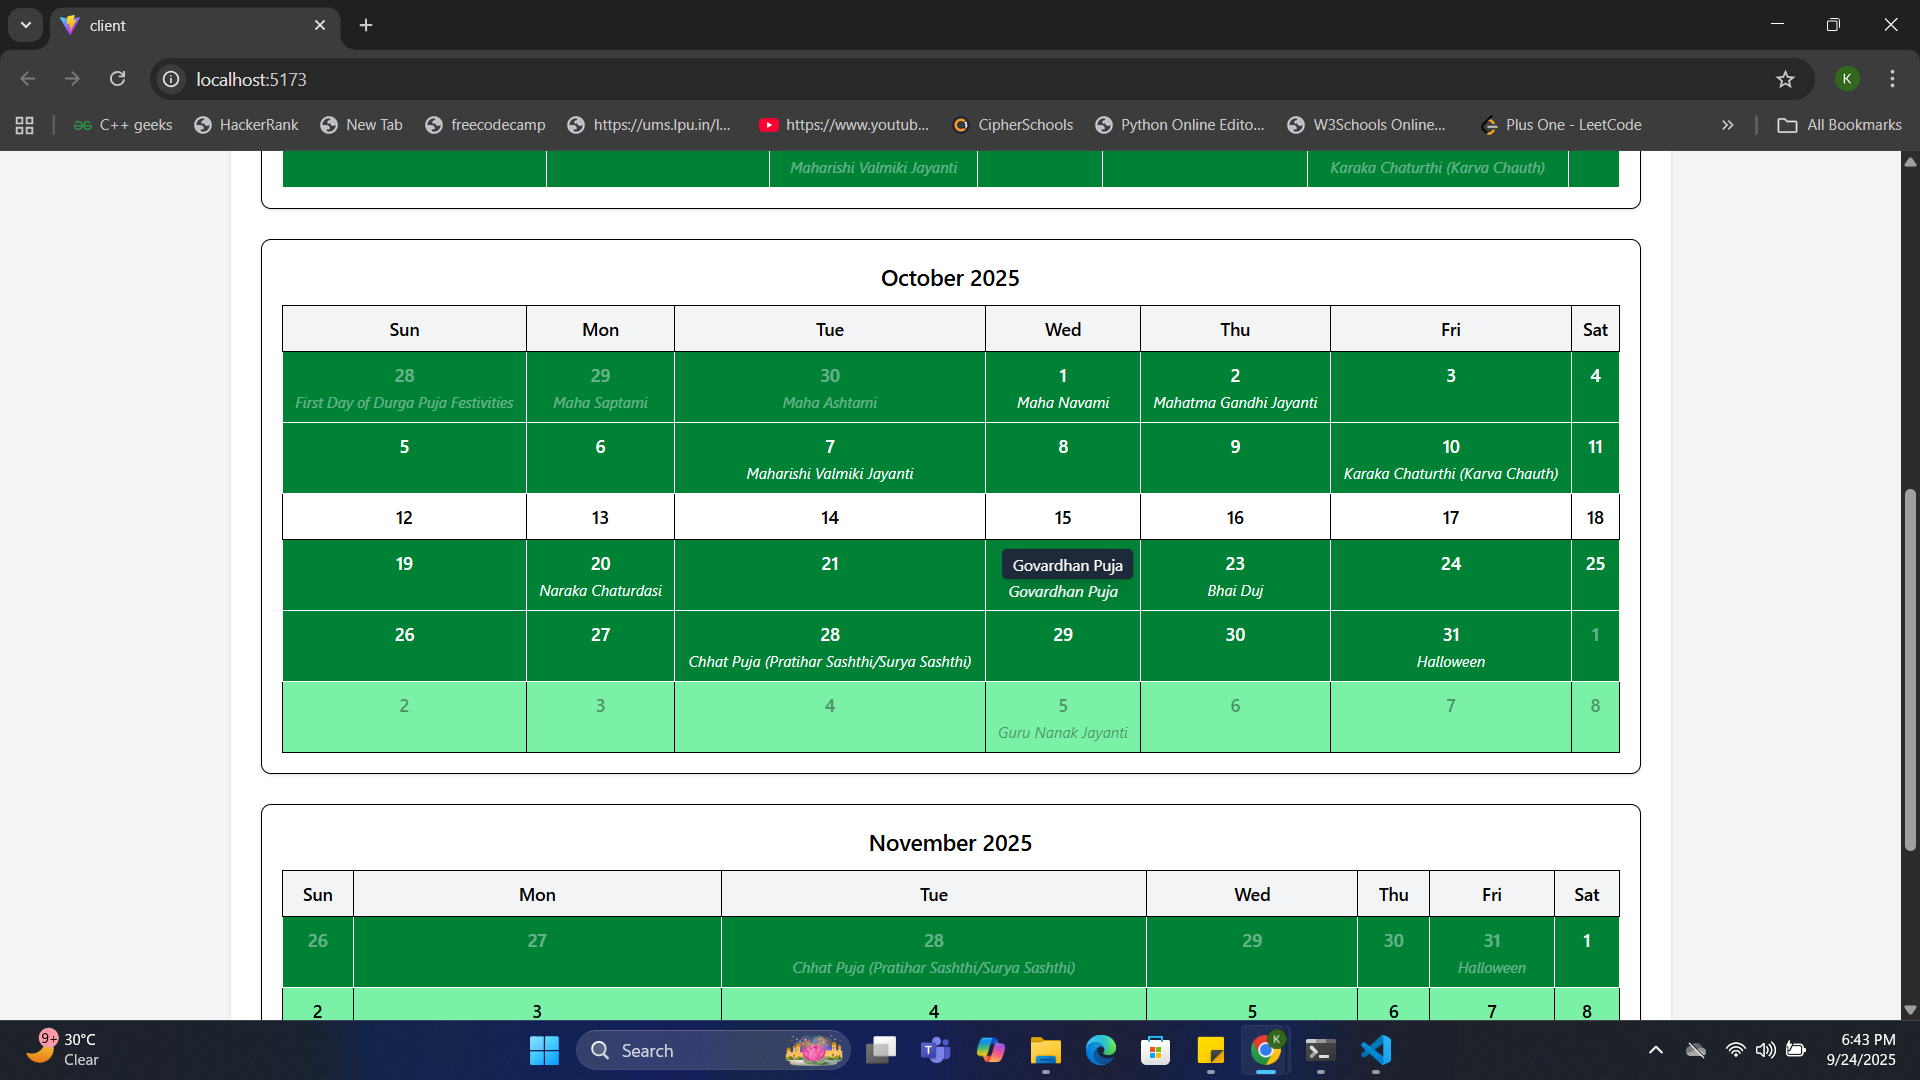 client
localhost:5173
C++ geeks HackerRank New Tab freecodecamp https://ums.lpu.in/l... https://www.youtub... CipherSchools Python Online Edito... W3Schools Online... Plus One - LeetCode » All Bookmarks
Maharishi Valmiki Jayanti Karaka Chaturthi (Karva Chauth)
October 2025
Sun Mon Tue Wed Thu Fri Sat
28 29 30 1 2 3 4
First Day of Durga Puja Festivities Maha Saptami Maha Ashtami Maha Navami Mahatma Gandhi Jayanti
5 6 7 8 9 10 11
Maharishi Valmiki Jayanti Karaka Chaturthi (Karva Chauth)
12 13 14 15 16 17 18
19 20 21 Govardhan Puja 23 24 25
Naraka Chaturdasi Govardhan Puja Bhai Duj
26 27 28 29 30 31 1
Chhat Puja (Pratihar Sashthi/Surya Sashthi) Halloween
2 3 4 5 6 7 8
Guru Nanak Jayanti
November 2025
Sun Mon Tue Wed Thu Fri Sat
26 27 28 29 30 31 1
Chhat Puja (Pratihar Sashthi/Surya Sashthi) Halloween
2 3 4 5 6 7 8
9+ 30°C
Clear
Search
6:43 PM
9/24/2025
K
K
T